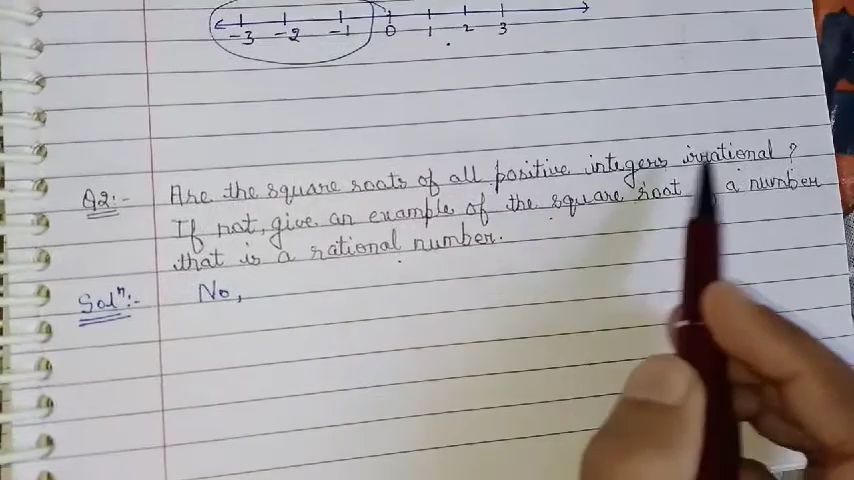 -3 -2 -1 0 1 2 3
Q2:- Are the square roots of all positive integers irrational ?
If not, give an example of the square root a number
that is a rational number.
Solⁿ:- No,